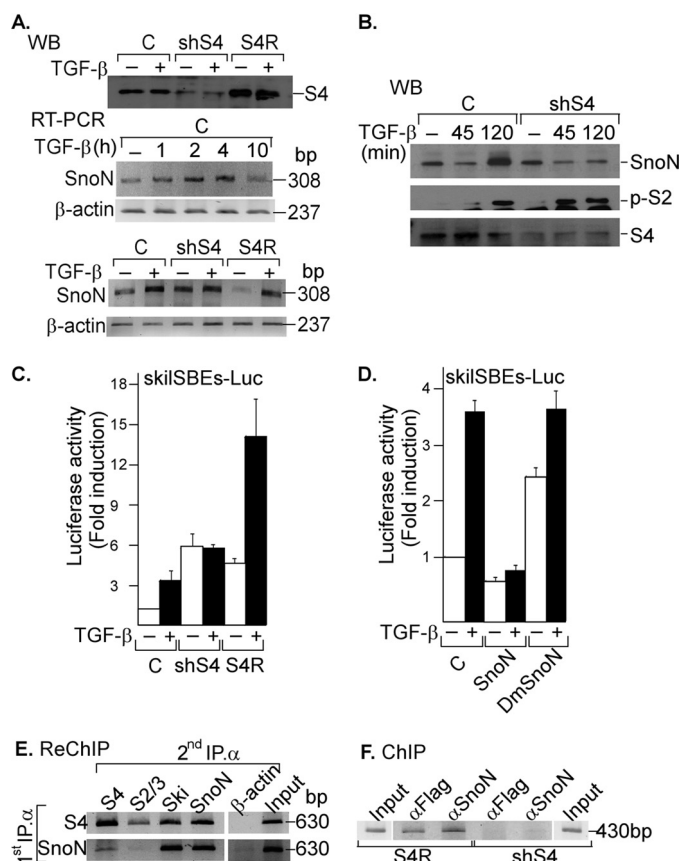 A.
WB C shS4 S4R
TGF-β – + – + – +
S4
RT-PCR C
TGF-β(h) – 1 2 4 10 bp
SnoN 308
β-actin 237
C shS4 S4R
TGF-β – + – + – + bp
SnoN 308
β-actin 237
B.
WB
C shS4
TGF-β – 45 120 – 45 120
(min)
SnoN
p-S2
S4
C.
skilSBEs-Luc
Luciferase activity
(Fold induction)
18
15
12
9
6
3
TGF-β – + – + – +
C shS4 S4R
D.
skilSBEs-Luc
Luciferase activity
(Fold induction)
4
3
2
1
TGF-β – + – + – +
C SnoN DmSnoN
E. ReChIP
2nd IP.α
S4 S2/3 Ski SnoN β-actin Input bp
1st IP.α
S4 630
SnoN 630
F. ChIP
Input αFlag αSnoN αFlag αSnoN Input
430bp
S4R shS4